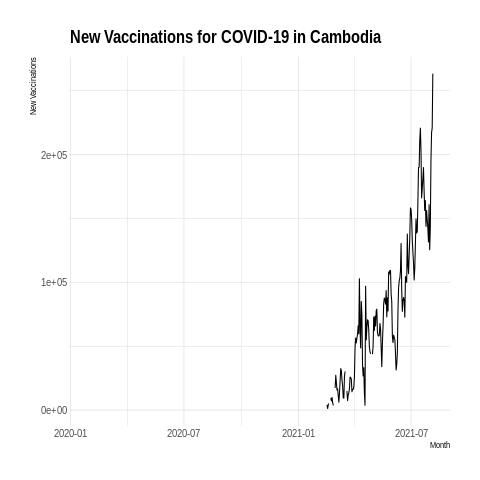 New Vaccinations for COVID-19 in Cambodia
New Vaccinations
2e+05
1e+05
0e+00
2020-01 2020-07 2021-01 2021-07
Month